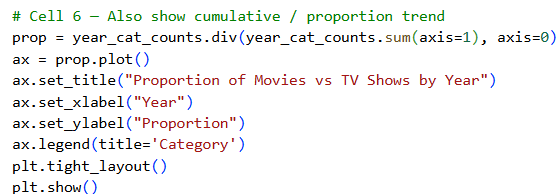 # Cell 6 — Also show cumulative / proportion trend
prop = year_cat_counts.div(year_cat_counts.sum(axis=1), axis=0)
ax = prop.plot()
ax.set_title("Proportion of Movies vs TV Shows by Year")
ax.set_xlabel("Year")
ax.set_ylabel("Proportion")
ax.legend(title='Category')
plt.tight_layout()
plt.show()